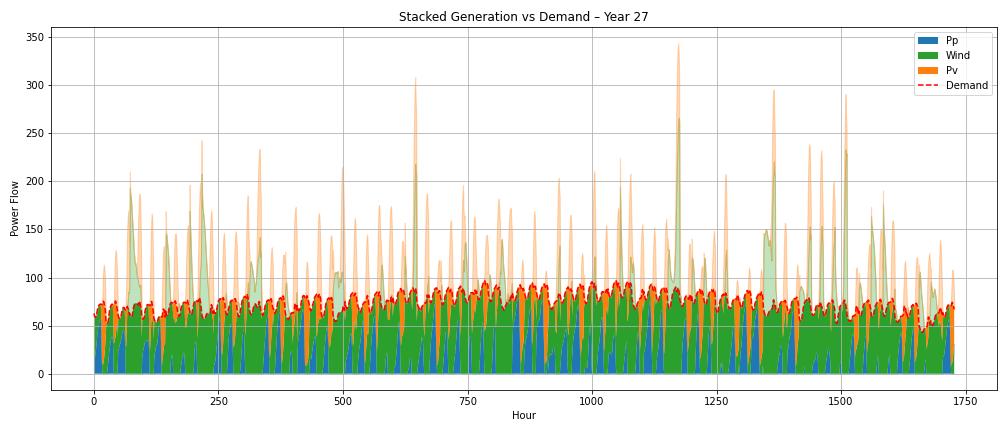 Stacked Generation vs Demand – Year 27
Pp
Wind
Pv
Demand
Power Flow
350
300
250
200
150
100
50
0
0 250 500 750 1000 1250 1500 1750
Hour